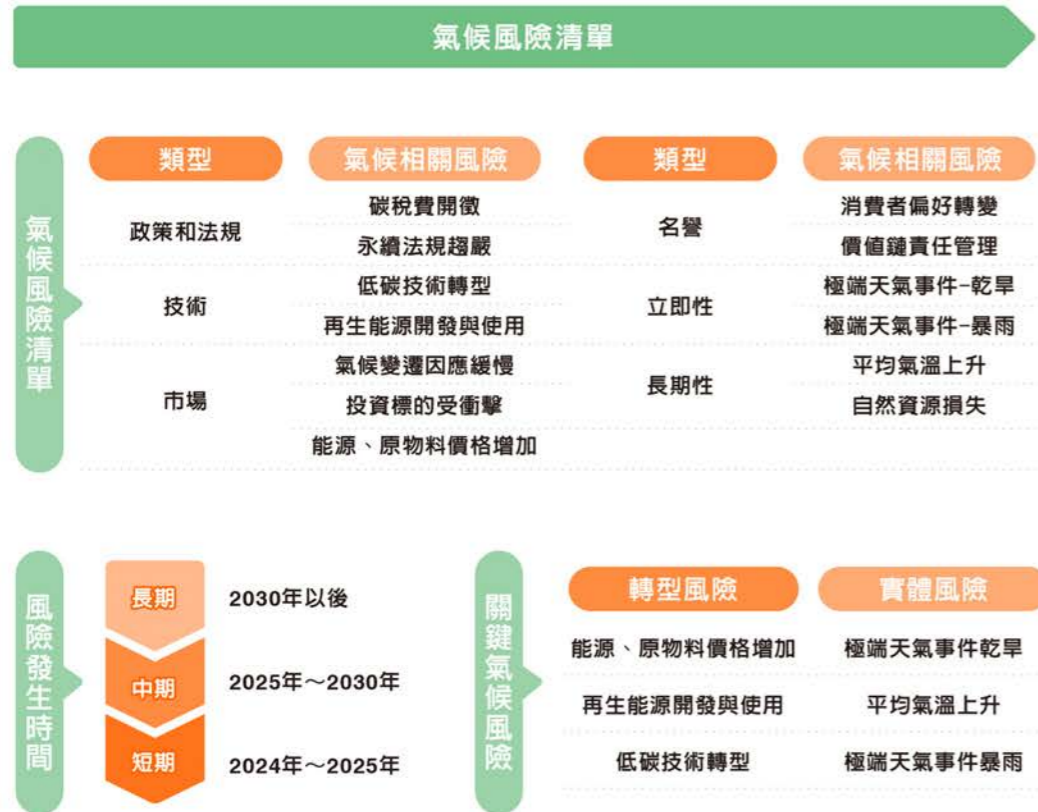 氣候風險清單
氣候風險清單
類型
氣候相關風險
類型
氣候相關風險
政策和法規
碳稅費開徵
永續法規趨嚴
名譽
消費者偏好轉變
價值鏈責任管理
技術
低碳技術轉型
再生能源開發與使用
立即性
極端天氣事件-乾旱
極端天氣事件-暴雨
市場
氣候變遷因應緩慢
投資標的受衝擊
能源、原物料價格增加
長期性
平均氣溫上升
自然資源損失
風險發生時間
長期 2030年以後
中期 2025年～2030年
短期 2024年～2025年
關鍵氣候風險
轉型風險 實體風險
能源、原物料價格增加 極端天氣事件乾旱
再生能源開發與使用 平均氣溫上升
低碳技術轉型 極端天氣事件暴雨